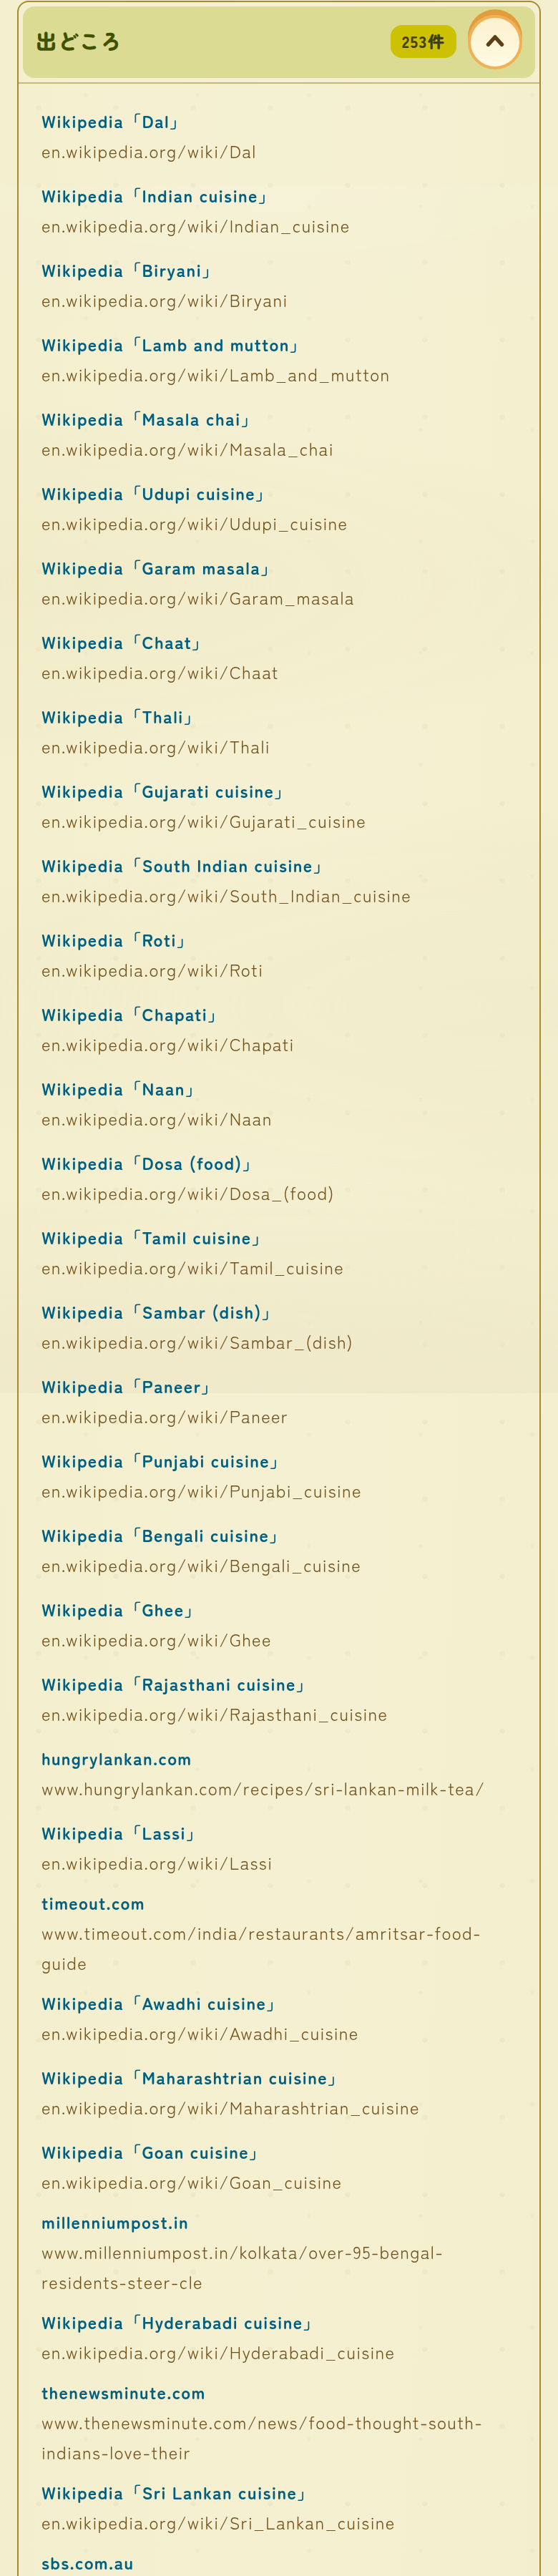 出どころ
253件
Wikipedia「Dal」
en.wikipedia.org/wiki/Dal
Wikipedia「Indian cuisine」
en.wikipedia.org/wiki/Indian_cuisine
Wikipedia「Biryani」
en.wikipedia.org/wiki/Biryani
Wikipedia「Lamb and mutton」
en.wikipedia.org/wiki/Lamb_and_mutton
Wikipedia「Masala chai」
en.wikipedia.org/wiki/Masala_chai
Wikipedia「Udupi cuisine」
en.wikipedia.org/wiki/Udupi_cuisine
Wikipedia「Garam masala」
en.wikipedia.org/wiki/Garam_masala
Wikipedia「Chaat」
en.wikipedia.org/wiki/Chaat
Wikipedia「Thali」
en.wikipedia.org/wiki/Thali
Wikipedia「Gujarati cuisine」
en.wikipedia.org/wiki/Gujarati_cuisine
Wikipedia「South Indian cuisine」
en.wikipedia.org/wiki/South_Indian_cuisine
Wikipedia「Roti」
en.wikipedia.org/wiki/Roti
Wikipedia「Chapati」
en.wikipedia.org/wiki/Chapati
Wikipedia「Naan」
en.wikipedia.org/wiki/Naan
Wikipedia「Dosa (food)」
en.wikipedia.org/wiki/Dosa_(food)
Wikipedia「Tamil cuisine」
en.wikipedia.org/wiki/Tamil_cuisine
Wikipedia「Sambar (dish)」
en.wikipedia.org/wiki/Sambar_(dish)
Wikipedia「Paneer」
en.wikipedia.org/wiki/Paneer
Wikipedia「Punjabi cuisine」
en.wikipedia.org/wiki/Punjabi_cuisine
Wikipedia「Bengali cuisine」
en.wikipedia.org/wiki/Bengali_cuisine
Wikipedia「Ghee」
en.wikipedia.org/wiki/Ghee
Wikipedia「Rajasthani cuisine」
en.wikipedia.org/wiki/Rajasthani_cuisine
hungrylankan.com
www.hungrylankan.com/recipes/sri-lankan-milk-tea/
Wikipedia「Lassi」
en.wikipedia.org/wiki/Lassi
timeout.com
www.timeout.com/india/restaurants/amritsar-food-
guide
Wikipedia「Awadhi cuisine」
en.wikipedia.org/wiki/Awadhi_cuisine
Wikipedia「Maharashtrian cuisine」
en.wikipedia.org/wiki/Maharashtrian_cuisine
Wikipedia「Goan cuisine」
en.wikipedia.org/wiki/Goan_cuisine
millenniumpost.in
www.millenniumpost.in/kolkata/over-95-bengal-
residents-steer-cle
Wikipedia「Hyderabadi cuisine」
en.wikipedia.org/wiki/Hyderabadi_cuisine
thenewsminute.com
www.thenewsminute.com/news/food-thought-south-
indians-love-their
Wikipedia「Sri Lankan cuisine」
en.wikipedia.org/wiki/Sri_Lankan_cuisine
sbs.com.au